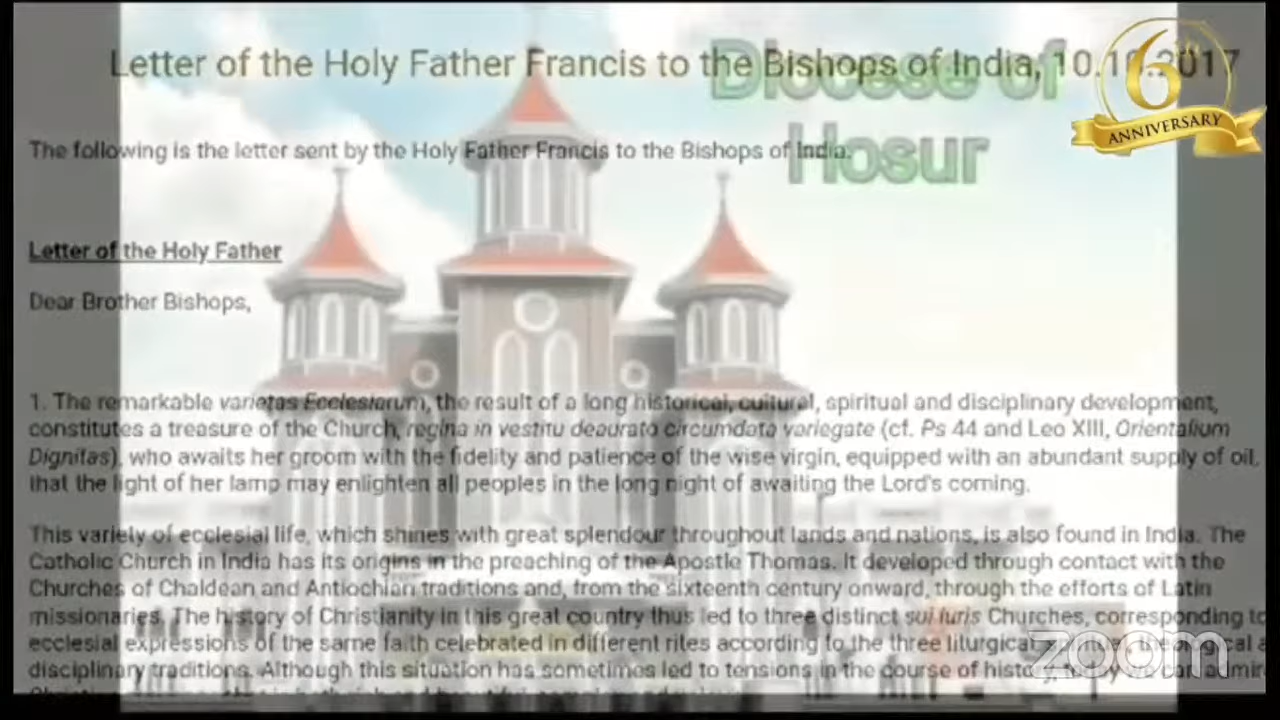 Letter of the Holy Father Francis to the Bishops of India, 10.10.2017
Diocese of
Hosur
6th
ANNIVERSARY
The following is the letter sent by the Holy Father Francis to the Bishops of India.
Letter of the Holy Father
Dear Brother Bishops,
1. The remarkable varietas Ecclesiarum, the result of a long historical, cultural, spiritual and disciplinary development,
constitutes a treasure of the Church, regina in vestitu deaurato circumdata variegate (cf. Ps 44 and Leo XIII, Orientalium
Dignitas), who awaits her groom with the fidelity and patience of the wise virgin, equipped with an abundant supply of oil,
that the light of her lamp may enlighten all peoples in the long night of awaiting the Lord's coming.
This variety of ecclesial life, which shines with great splendour throughout lands and nations, is also found in India. The
Catholic Church in India has its origins in the preaching of the Apostle Thomas. It developed through contact with the
Churches of Chaldean and Antiochian traditions and, from the sixteenth century onward, through the efforts of Latin
missionaries. The history of Christianity in this great country thus led to three distinct sui iuris Churches, corresponding to
ecclesial expressions of the same faith celebrated in different rites according to the three liturgical
disciplinary traditions. Although this situation has sometimes led to tensions in the course of history,
zoom